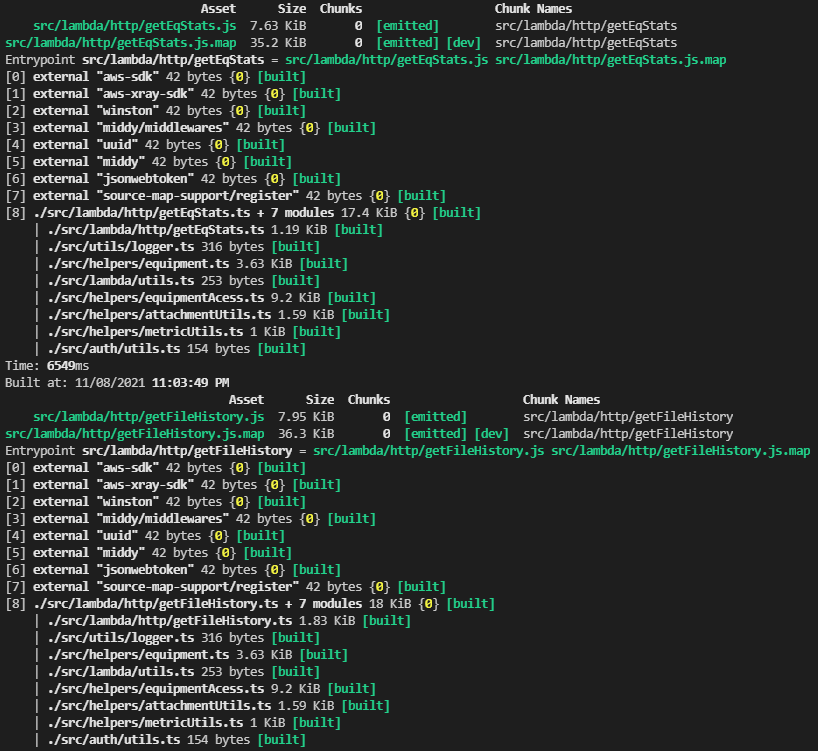 Asset Size Chunks Chunk Names
src/lambda/http/getEqStats.js 7.63 KiB 0 [emitted] src/lambda/http/getEqStats
src/lambda/http/getEqStats.js.map 35.2 KiB 0 [emitted] [dev] src/lambda/http/getEqStats
Entrypoint src/lambda/http/getEqStats = src/lambda/http/getEqStats.js src/lambda/http/getEqStats.js.map
[0] external "aws-sdk" 42 bytes {0} [built]
[1] external "aws-xray-sdk" 42 bytes {0} [built]
[2] external "winston" 42 bytes {0} [built]
[3] external "middy/middlewares" 42 bytes {0} [built]
[4] external "uuid" 42 bytes {0} [built]
[5] external "middy" 42 bytes {0} [built]
[6] external "jsonwebtoken" 42 bytes {0} [built]
[7] external "source-map-support/register" 42 bytes {0} [built]
[8] ./src/lambda/http/getEqStats.ts + 7 modules 17.4 KiB {0} [built]
| ./src/lambda/http/getEqStats.ts 1.19 KiB [built]
| ./src/utils/logger.ts 316 bytes [built]
| ./src/helpers/equipment.ts 3.63 KiB [built]
| ./src/lambda/utils.ts 253 bytes [built]
| ./src/helpers/equipmentAcess.ts 9.2 KiB [built]
| ./src/helpers/attachmentUtils.ts 1.59 KiB [built]
| ./src/helpers/metricUtils.ts 1 KiB [built]
| ./src/auth/utils.ts 154 bytes [built]
Time: 6549ms
Built at: 11/08/2021 11:03:49 PM
Asset Size Chunks Chunk Names
src/lambda/http/getFileHistory.js 7.95 KiB 0 [emitted] src/lambda/http/getFileHistory
src/lambda/http/getFileHistory.js.map 36.3 KiB 0 [emitted] [dev] src/lambda/http/getFileHistory
Entrypoint src/lambda/http/getFileHistory = src/lambda/http/getFileHistory.js src/lambda/http/getFileHistory.js.map
[0] external "aws-sdk" 42 bytes {0} [built]
[1] external "aws-xray-sdk" 42 bytes {0} [built]
[2] external "winston" 42 bytes {0} [built]
[3] external "middy/middlewares" 42 bytes {0} [built]
[4] external "uuid" 42 bytes {0} [built]
[5] external "middy" 42 bytes {0} [built]
[6] external "jsonwebtoken" 42 bytes {0} [built]
[7] external "source-map-support/register" 42 bytes {0} [built]
[8] ./src/lambda/http/getFileHistory.ts + 7 modules 18 KiB {0} [built]
| ./src/lambda/http/getFileHistory.ts 1.83 KiB [built]
| ./src/utils/logger.ts 316 bytes [built]
| ./src/helpers/equipment.ts 3.63 KiB [built]
| ./src/lambda/utils.ts 253 bytes [built]
| ./src/helpers/equipmentAcess.ts 9.2 KiB [built]
| ./src/helpers/attachmentUtils.ts 1.59 KiB [built]
| ./src/helpers/metricUtils.ts 1 KiB [built]
| ./src/auth/utils.ts 154 bytes [built]